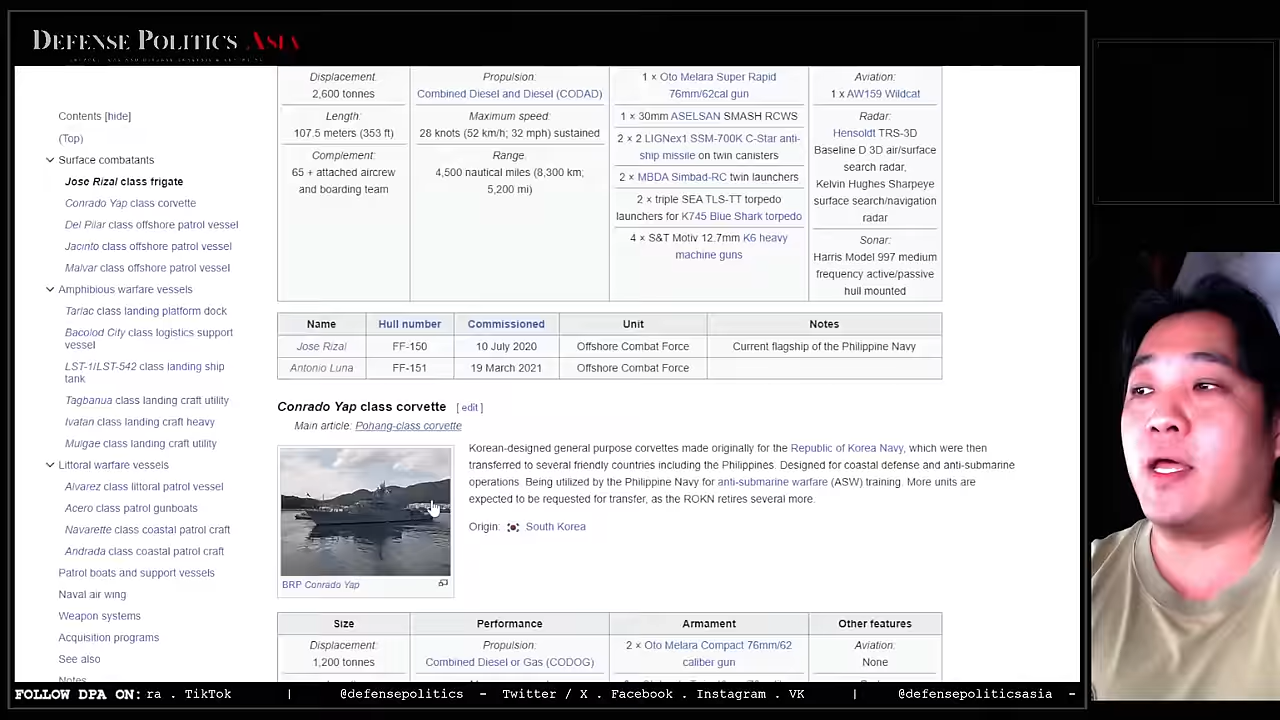 DEFENSE POLITICS ASIA
Contents [hide]
(Top)
Surface combatants
Jose Rizal class frigate
Conrado Yap class corvette
Del Pilar class offshore patrol vessel
Jacinto class offshore patrol vessel
Malvar class offshore patrol vessel
Amphibious warfare vessels
Tarlac class landing platform dock
Bacolod City class logistics support
vessel
LST-1/LST-542 class landing ship
tank
Tagbanua class landing craft utility
Ivatan class landing craft heavy
Mulgae class landing craft utility
Littoral warfare vessels
Alvarez class littoral patrol vessel
Acero class patrol gunboats
Navarette class coastal patrol craft
Andrada class coastal patrol craft
Patrol boats and support vessels
Naval air wing
Weapon systems
Acquisition programs
See also
Notes
Displacement:
2,600 tonnes
Length:
107.5 meters (353 ft)
Complement:
65 + attached aircrew
and boarding team
Propulsion:
Combined Diesel and Diesel (CODAD)
Maximum speed:
28 knots (52 km/h; 32 mph) sustained
Range:
4,500 nautical miles (8,300 km;
5,200 mi)
1 × Oto Melara Super Rapid
76mm/62cal gun
1 × 30mm ASELSAN SMASH RCWS
2 × 2 LIGNex1 SSM-700K C-Star anti-
ship missile on twin canisters
2 × MBDA Simbad-RC twin launchers
2 × triple SEA TLS-TT torpedo
launchers for K745 Blue Shark torpedo
4 × S&T Motiv 12.7mm K6 heavy
machine guns
Aviation:
1 x AW159 Wildcat
Radar:
Hensoldt TRS-3D
Baseline D 3D air/surface
search radar,
Kelvin Hughes Sharpeye
surface search/navigation
radar
Sonar:
Harris Model 997 medium
frequency active/passive
hull mounted
Name Hull number Commissioned Unit Notes
Jose Rizal FF-150 10 July 2020 Offshore Combat Force Current flagship of the Philippine Navy
Antonio Luna FF-151 19 March 2021 Offshore Combat Force
Conrado Yap class corvette [ edit ]
Main article: Pohang-class corvette
Korean-designed general purpose corvettes made originally for the Republic of Korea Navy, which were then
transferred to several friendly countries including the Philippines. Designed for coastal defense and anti-submarine
operations. Being utilized by the Philippine Navy for anti-submarine warfare (ASW) training. More units are
expected to be requested for transfer, as the ROKN retires several more.
Origin: South Korea
BRP Conrado Yap
Size Performance Armament Other features
Displacement:
1,200 tonnes
Propulsion:
Combined Diesel or Gas (CODOG)
2 × Oto Melara Compact 76mm/62
caliber gun
Aviation:
None
FOLLOW DPA ON: ra . TikTok | @defensepolitics - Twitter / X . Facebook . Instagram . VK | @defensepoliticsasia -